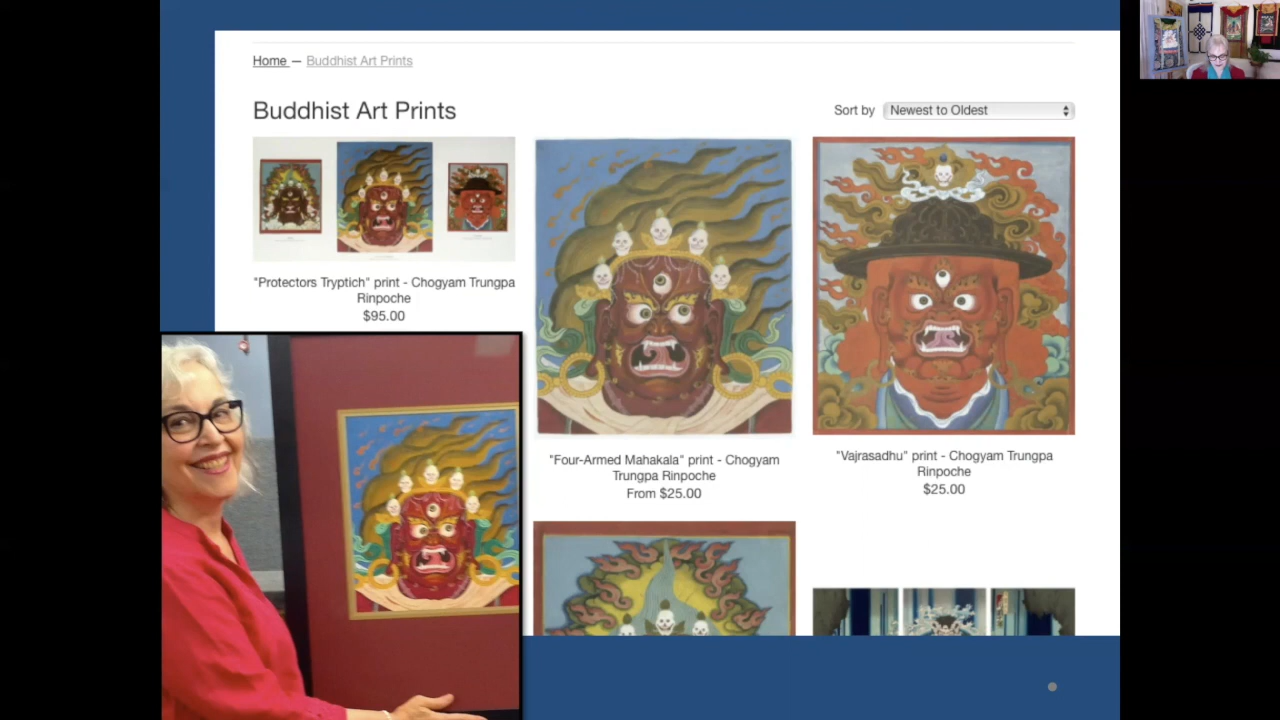 Home — Buddhist Art Prints
Buddhist Art Prints
Sort by Newest to Oldest
"Protectors Tryptich" print - Chogyam Trungpa
Rinpoche
$95.00
"Four-Armed Mahakala" print - Chogyam
Trungpa Rinpoche
From $25.00
"Vajrasadhu" print - Chogyam Trungpa
Rinpoche
$25.00